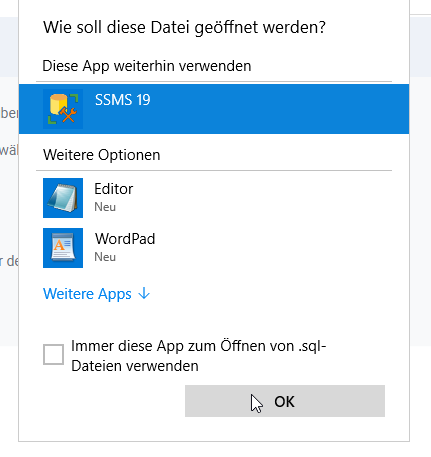 Wie soll diese Datei geöffnet werden?
Diese App weiterhin verwenden
SSMS 19
Weitere Optionen
Editor
Neu
WordPad
Neu
Weitere Apps ↓
Immer diese App zum Öffnen von .sql-
Dateien verwenden
OK